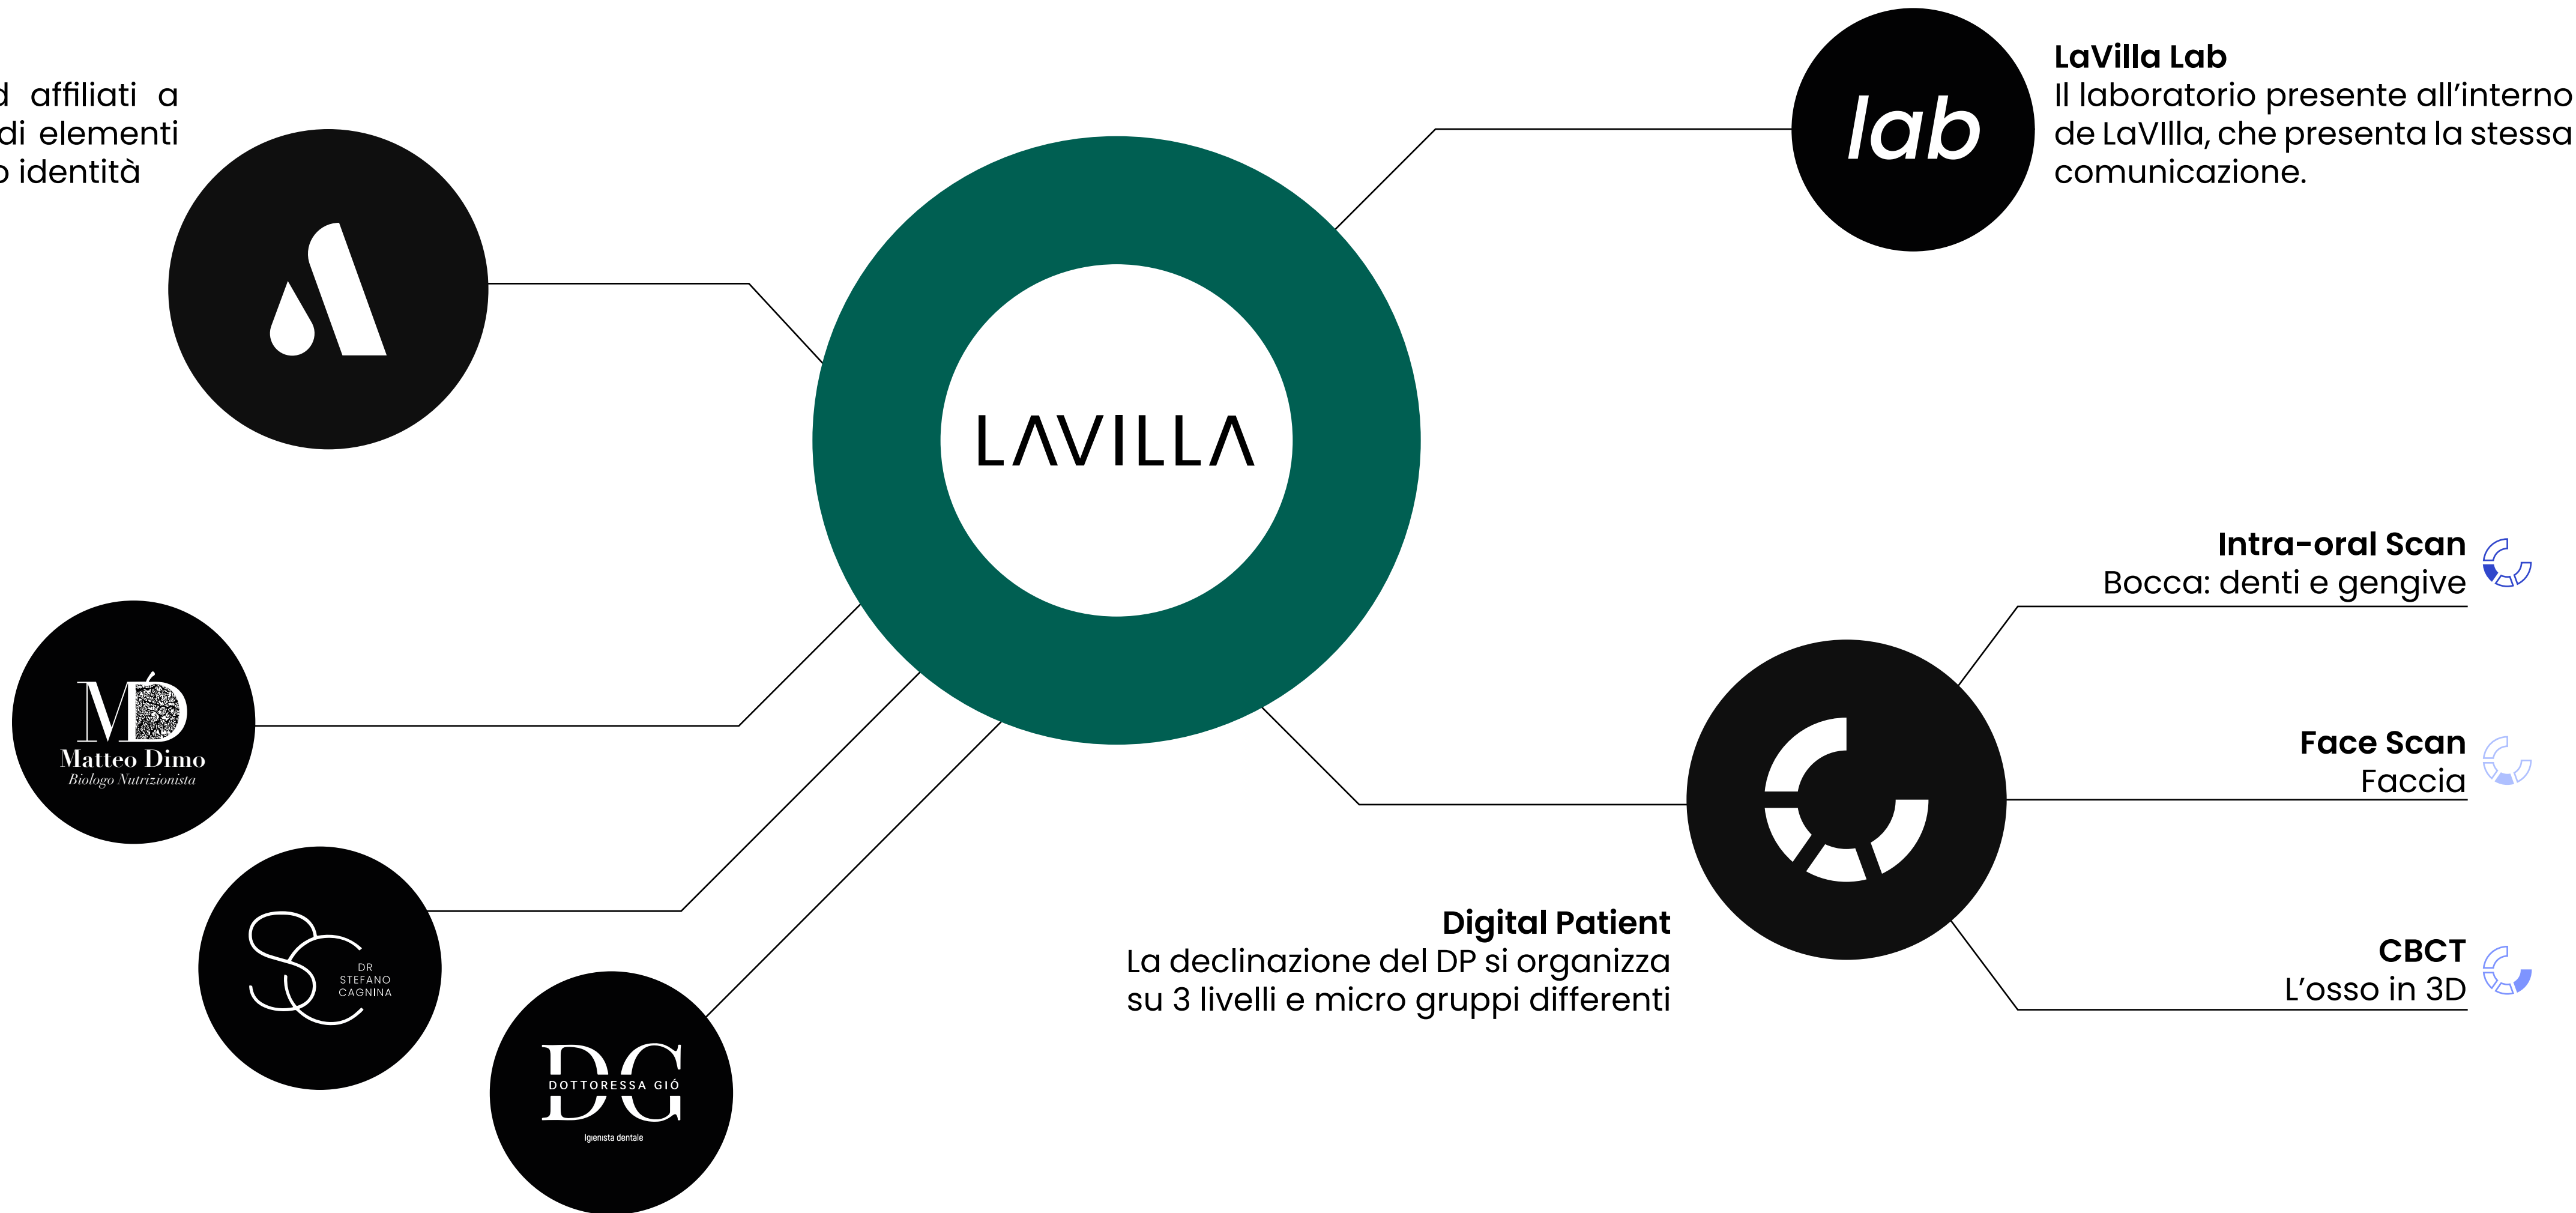 affiliati a
di elementi
identità
LaVilla Lab
Il laboratorio presente all’interno
de LaVIlla, che presenta la stessa
comunicazione.
lab
LAVILLA
Intra-oral Scan
Bocca: denti e gengive
Face Scan
Faccia
CBCT
L’osso in 3D
Digital Patient
La declinazione del DP si organizza
su 3 livelli e micro gruppi differenti
MD
Matteo Dimo
Biologo Nutrizionista
SC
DR
STEFANO
CAGNINA
DG
DOTTORESSA GIÓ
Igienista dentale